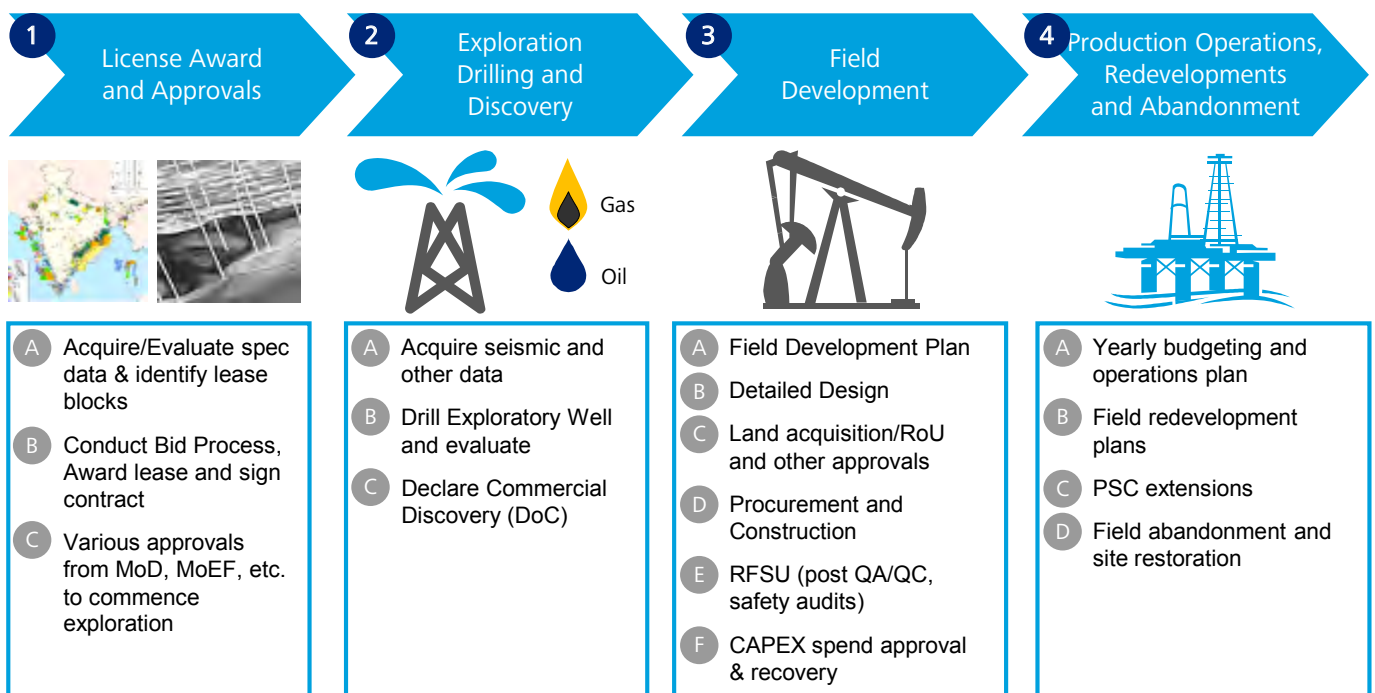 1
License Award
and Approvals
2
Exploration
Drilling and
Discovery
3
Field
Development
4
Production Operations,
Redevelopments
and Abandonment
Gas
Oil
A
Acquire/Evaluate spec
data & identify lease
blocks
B
Conduct Bid Process,
Award lease and sign
contract
C
Various approvals
from MoD, MoEF, etc.
to commence
exploration
A
Acquire seismic and
other data
B
Drill Exploratory Well
and evaluate
C
Declare Commercial
Discovery (DoC)
A
Field Development Plan
B
Detailed Design
C
Land acquisition/RoU
and other approvals
D
Procurement and
Construction
E
RFSU (post QA/QC,
safety audits)
F
CAPEX spend approval
& recovery
A
Yearly budgeting and
operations plan
B
Field redevelopment
plans
C
PSC extensions
D
Field abandonment and
site restoration